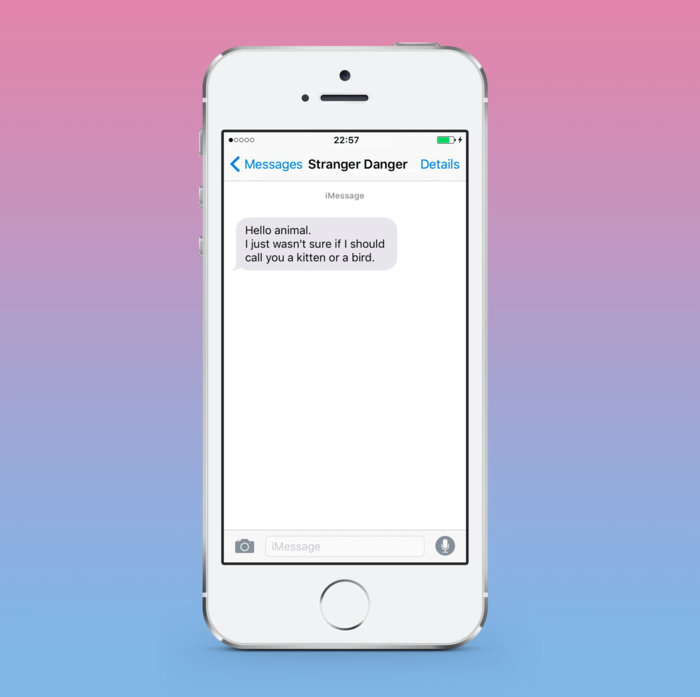 22:57
Messages Stranger Danger Details
iMessage
Hello animal.
I just wasn't sure if I should
call you a kitten or a bird.
iMessage